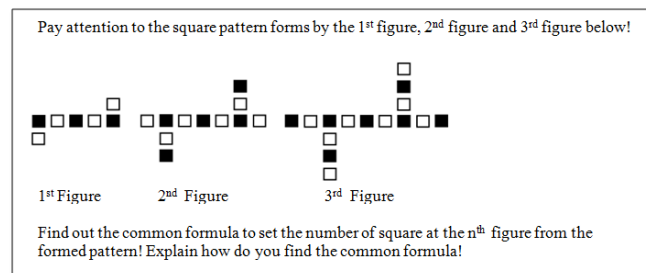 Pay attention to the square pattern forms by the 1st figure, 2nd figure and 3rd figure below!
1st Figure 2nd Figure 3rd Figure
Find out the common formula to set the number of square at the nth figure from the
formed pattern! Explain how do you find the common formula!